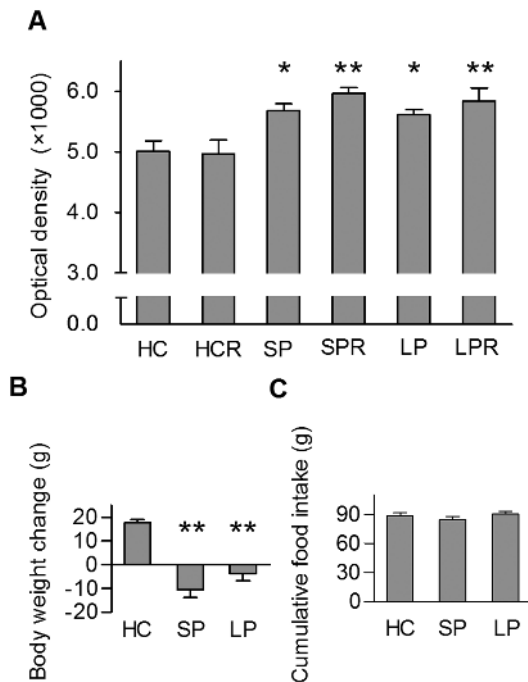 A
Optical density (×1000)
6.0
5.0
4.0
3.0
0.0
* ** * **
HC HCR SP SPR LP LPR
B
Body weight change (g)
20
10
0
-10
-20
** **
HC SP LP
C
Cumulative food intake (g)
90
60
30
0
HC SP LP